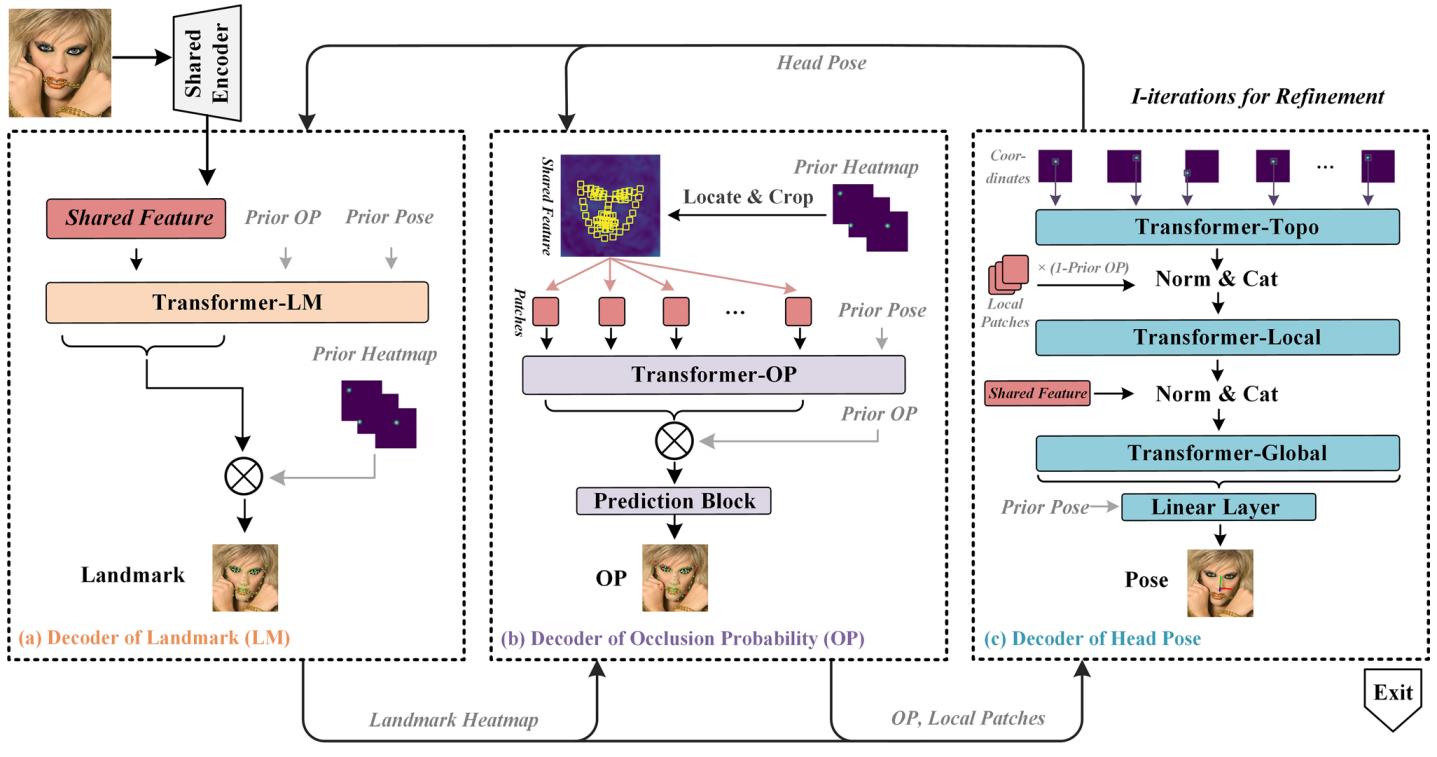 Shared
Encoder
Head Pose
I-iterations for Refinement
Shared Feature
Prior OP
Prior Pose
Transformer-LM
Prior Heatmap
Landmark
(a) Decoder of Landmark (LM)
Shared Feature
Prior Heatmap
Locate & Crop
Patches
...
Prior Pose
Transformer-OP
Prior OP
Prediction Block
OP
(b) Decoder of Occlusion Probability (OP)
Coor-
dinates
...
Transformer-Topo
× (1-Prior OP)
Norm & Cat
Local
Patches
Transformer-Local
Shared Feature
Norm & Cat
Transformer-Global
Prior Pose
Linear Layer
Pose
(c) Decoder of Head Pose
Exit
Landmark Heatmap
OP, Local Patches